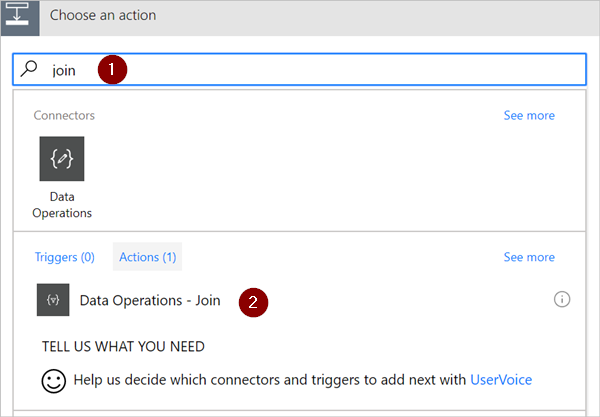 Choose an action
join
1
Connectors
See more
Data
Operations
Triggers (0)
Actions (1)
See more
Data Operations - Join
2
TELL US WHAT YOU NEED
Help us decide which connectors and triggers to add next with UserVoice